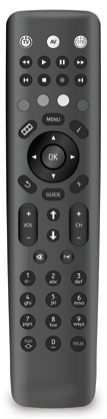 AV
MENU
i
OK
GUIDE
+ +
VOL CH
- -
1 2 3
abc def
4 5 6
ghi jkl mno
7 8 9
pqrs tuv wxyz
TEXT 0